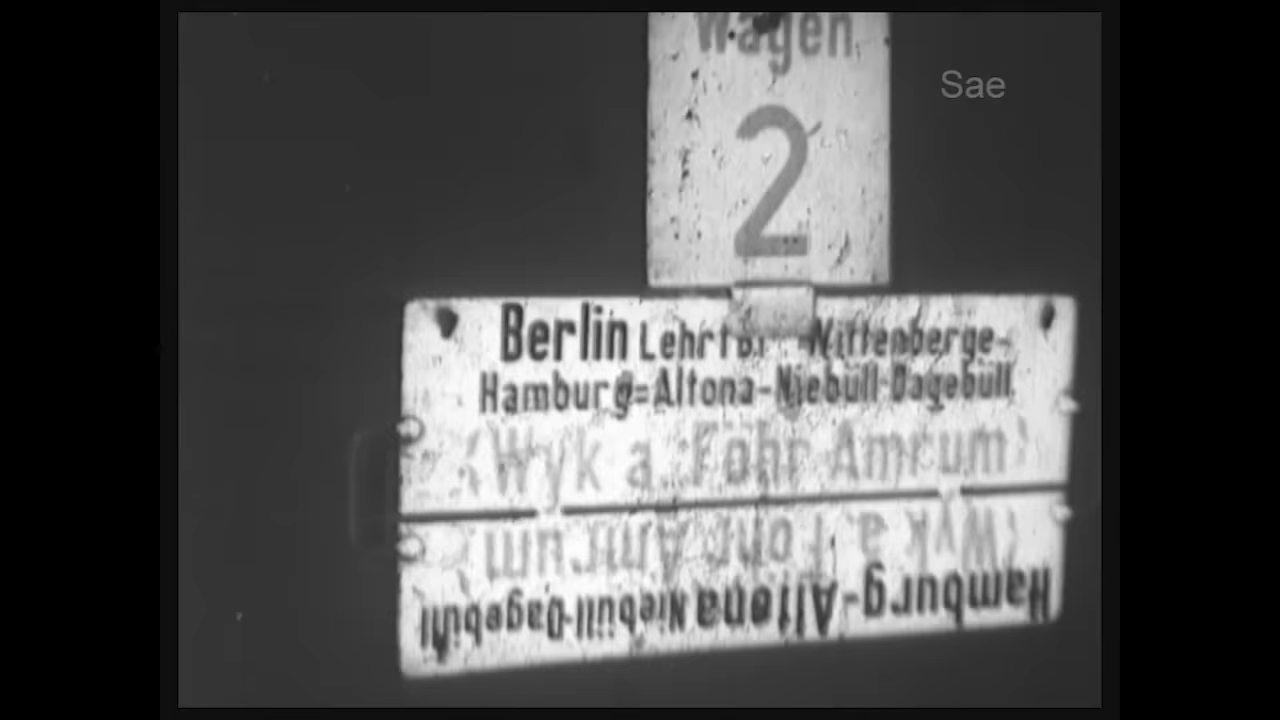 Wagen
Sae
2
Berlin Lehrt Bf -Wittenberge-
Hamburg=Altona-Niebüll-Dagebüll
(Wyk a. Föhr Amrum)
(Wyk a. Föhr Amrum)
Hamburg-Altona Niebüll-Dagebüll